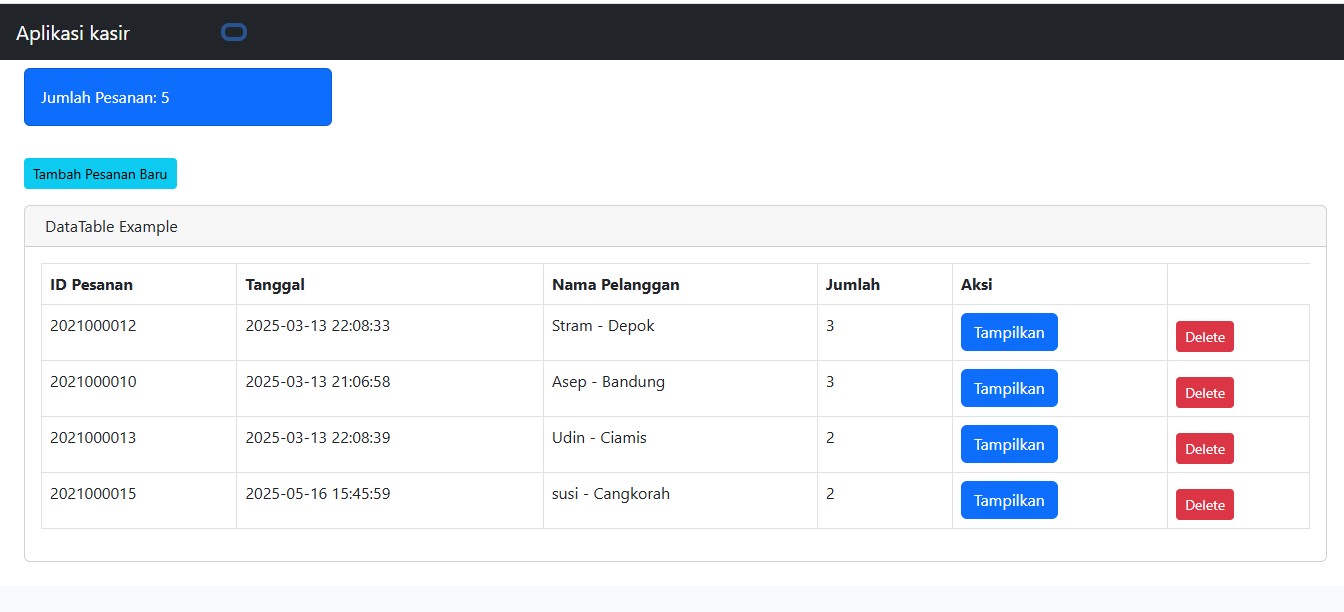 Aplikasi kasir
Jumlah Pesanan: 5
Tambah Pesanan Baru
DataTable Example
ID Pesanan Tanggal Nama Pelanggan Jumlah Aksi
2021000012 2025-03-13 22:08:33 Stram - Depok 3 Tampilkan Delete
2021000010 2025-03-13 21:06:58 Asep - Bandung 3 Tampilkan Delete
2021000013 2025-03-13 22:08:39 Udin - Ciamis 2 Tampilkan Delete
2021000015 2025-05-16 15:45:59 susi - Cangkorah 2 Tampilkan Delete